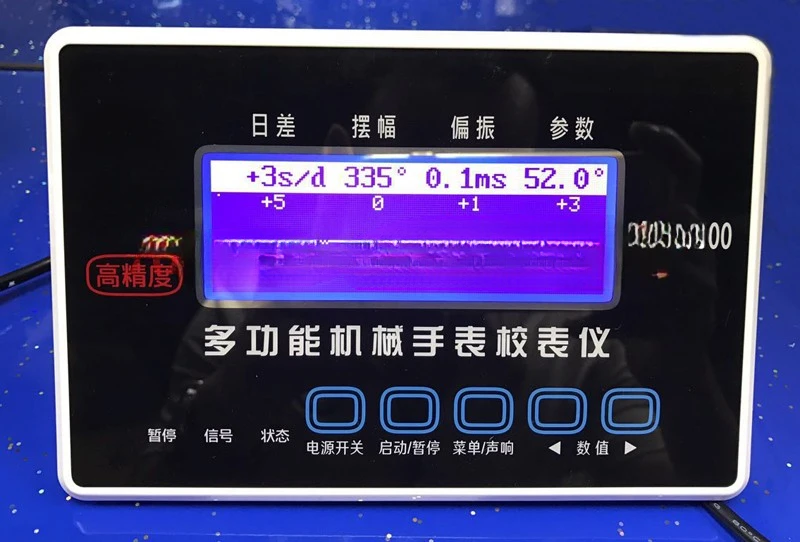 日差 摆幅 偏振 参数
+3s/d 335° 0.1ms 52.0°
+5 0 +1 +3
高精度
多功能机械手表校表仪
暂停 信号 状态 电源开关 启动/暂停 菜单/声响 ◀ 数值 ▶